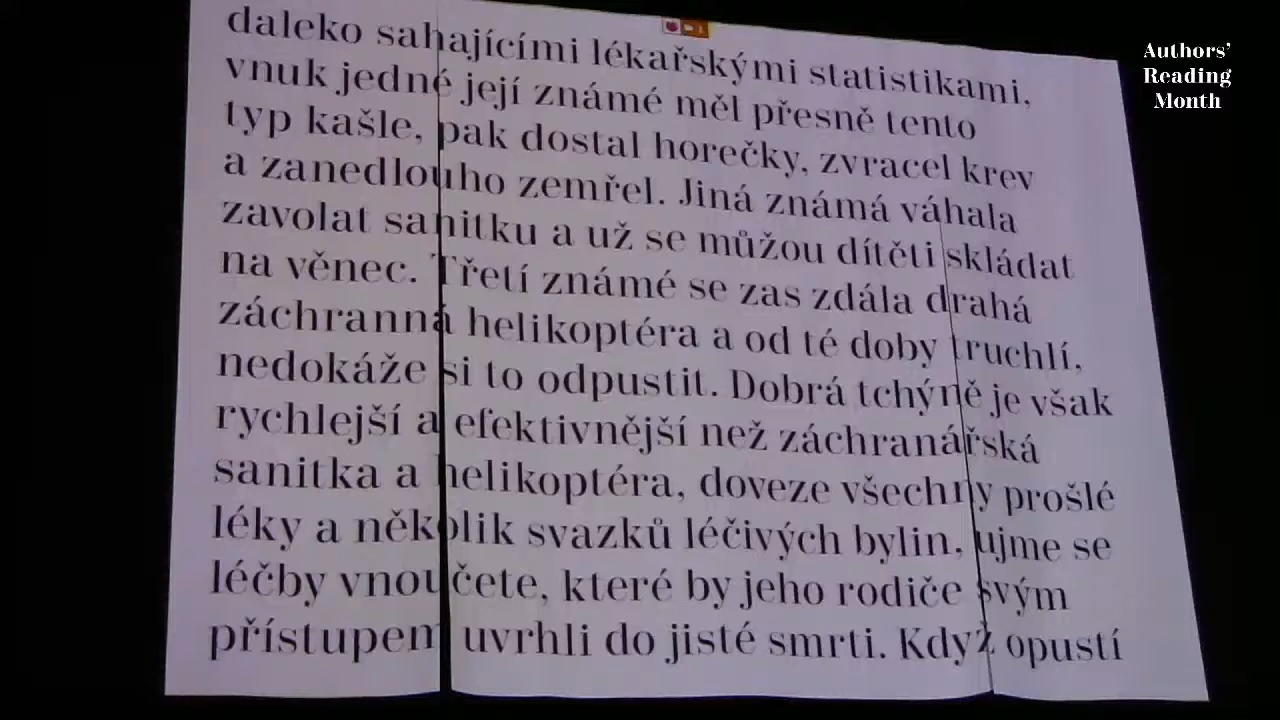 daleko sahajícími lékařskými statistikami,
vnuk jedné její známé měl přesně tento
typ kašle, pak dostal horečky, zvracel krev
a zanedlouho zemřel. Jiná známá váhala
zavolat sanitku a už se můžou dítěti skládat
na věnec. Třetí známé se zas zdála drahá
záchranná helikoptéra a od té doby truchlí,
nedokáže si to odpustit. Dobrá tchýně je však
rychlejší a efektivnější než záchranářská
sanitka a helikoptéra, doveze všechny prošlé
léky a několik svazků léčivých bylin, ujme se
léčby vnoučete, které by jeho rodiče svým
přístupem uvrhli do jisté smrti. Když opustí
Authors'
Reading
Month